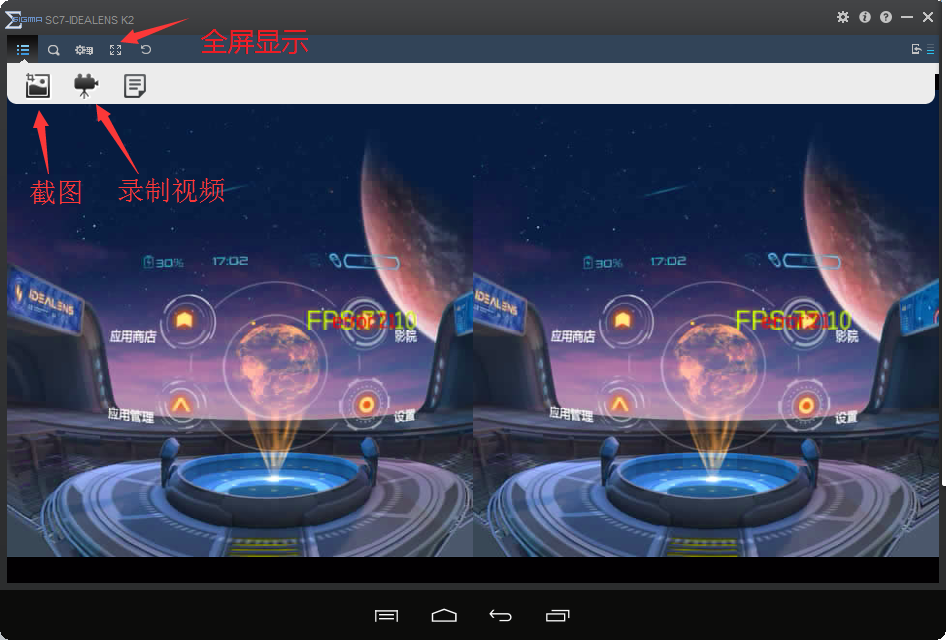 SIGMA SC7-IDEALENS K2
全屏显示
截图
录制视频
30%
17:02
30%
17:02
IDEALENS
IDEALENS
应用商店
影院
应用商店
影院
应用管理
设置
应用管理
设置